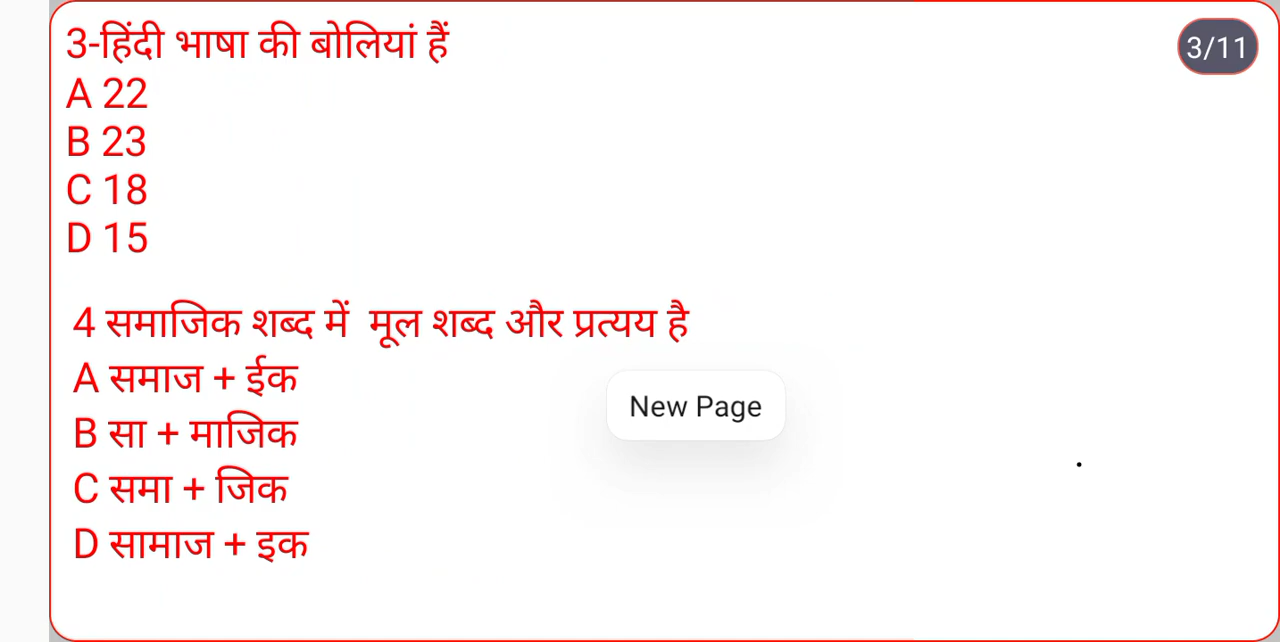 3-हिंदी भाषा की बोलियां हैं
3/11
A 22
B 23
C 18
D 15
4 समाजिक शब्द में मूल शब्द और प्रत्यय है
A समाज + ईक
B सा + माजिक
C समा + जिक
D सामाज + इक
New Page